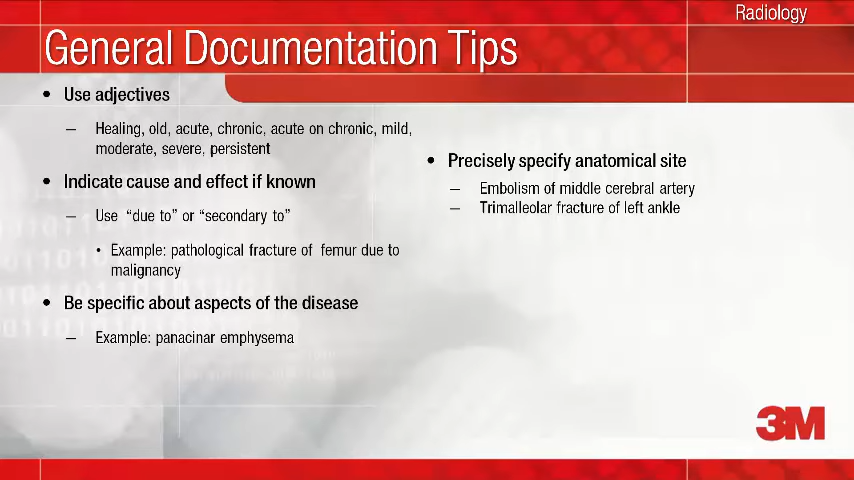 Radiology
General Documentation Tips
• Use adjectives
– Healing, old, acute, chronic, acute on chronic, mild,
moderate, severe, persistent
• Indicate cause and effect if known
– Use “due to” or “secondary to”
• Example: pathological fracture of femur due to
malignancy
• Be specific about aspects of the disease
– Example: panacinar emphysema
• Precisely specify anatomical site
– Embolism of middle cerebral artery
– Trimalleolar fracture of left ankle
3M